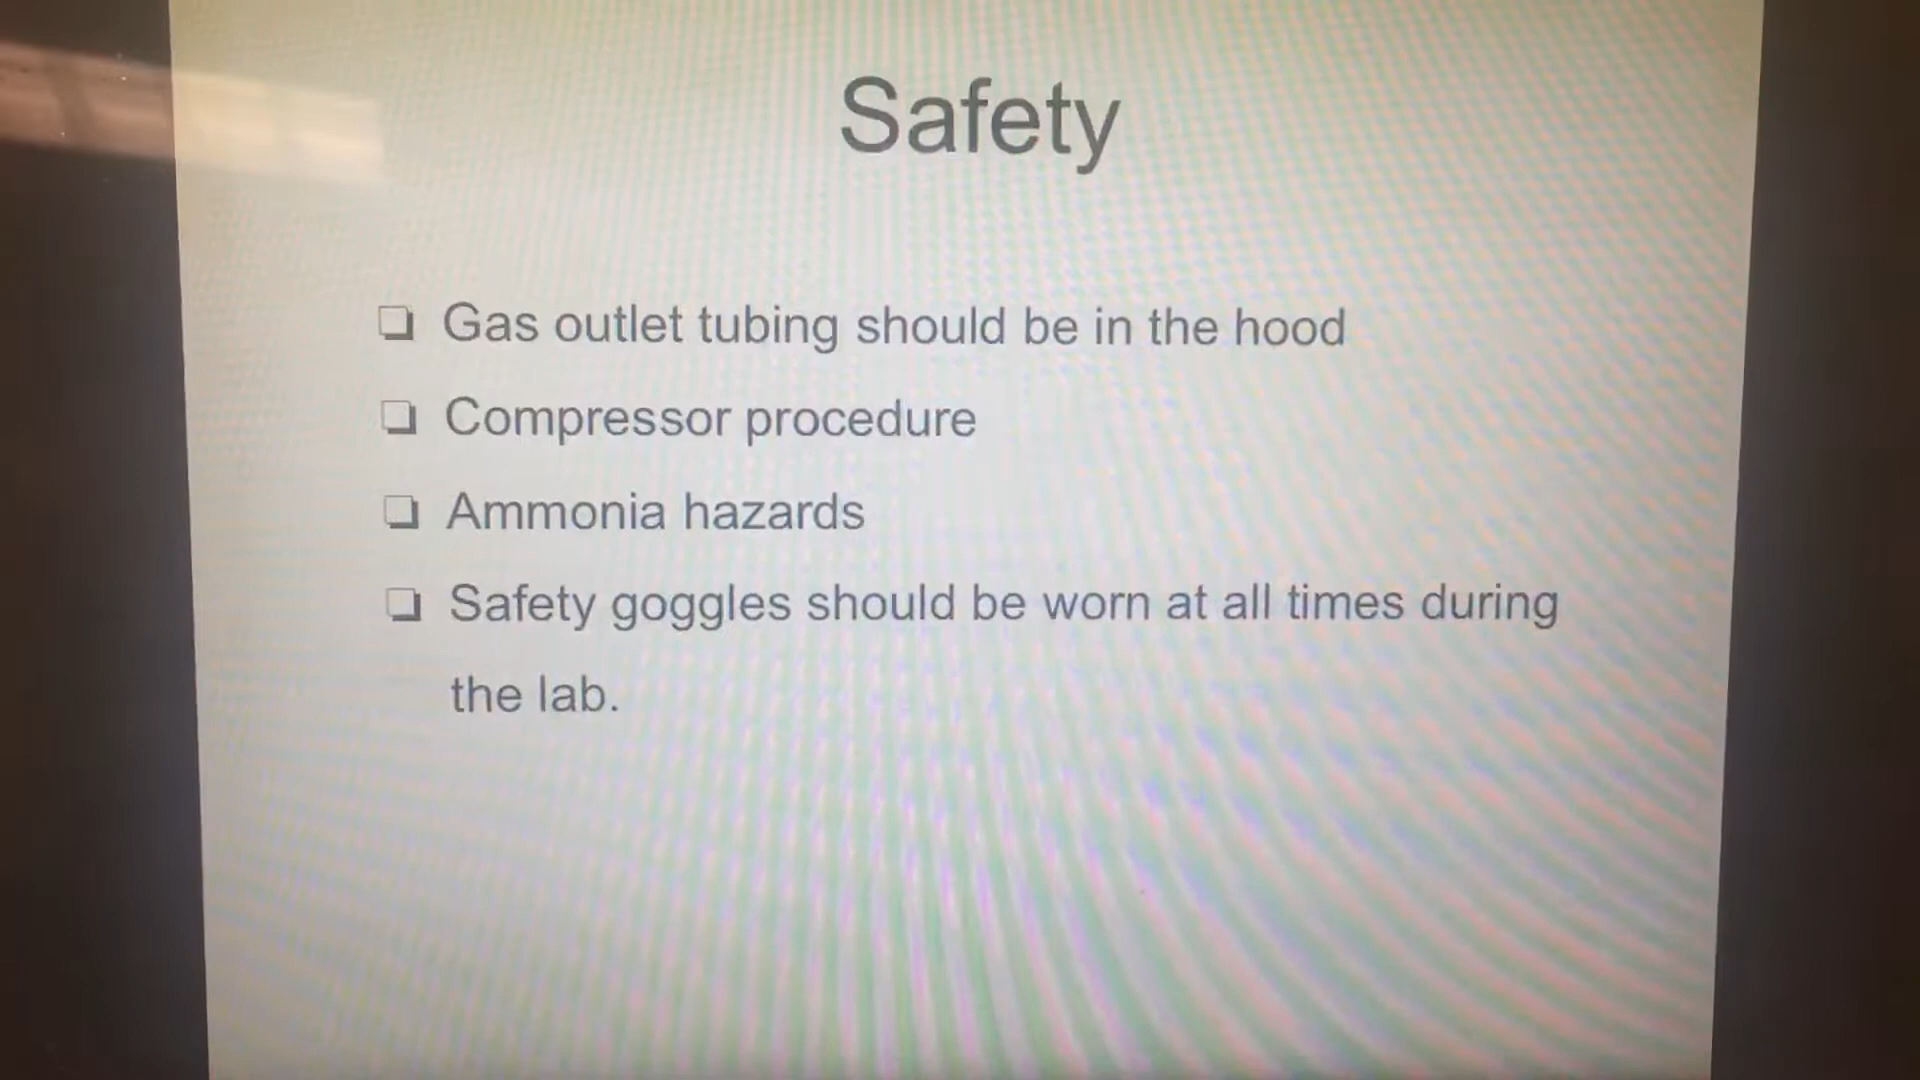 Safety
❏ Gas outlet tubing should be in the hood
❏ Compressor procedure
❏ Ammonia hazards
❏ Safety goggles should be worn at all times during
the lab.